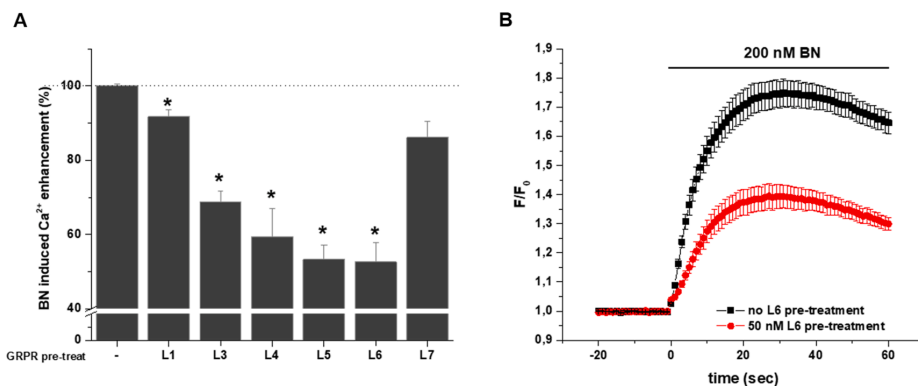 A
BN induced Ca²⁺ enhancement (%)
100
80
60
40
0
GRPR pre-treat - L1 L3 L4 L5 L6 L7
* * * * *
B
200 nM BN
F/F₀
1,9
1,8
1,7
1,6
1,5
1,4
1,3
1,2
1,1
1,0
0,9
no L6 pre-treatment
50 nM L6 pre-treatment
-20 0 20 40 60
time (sec)